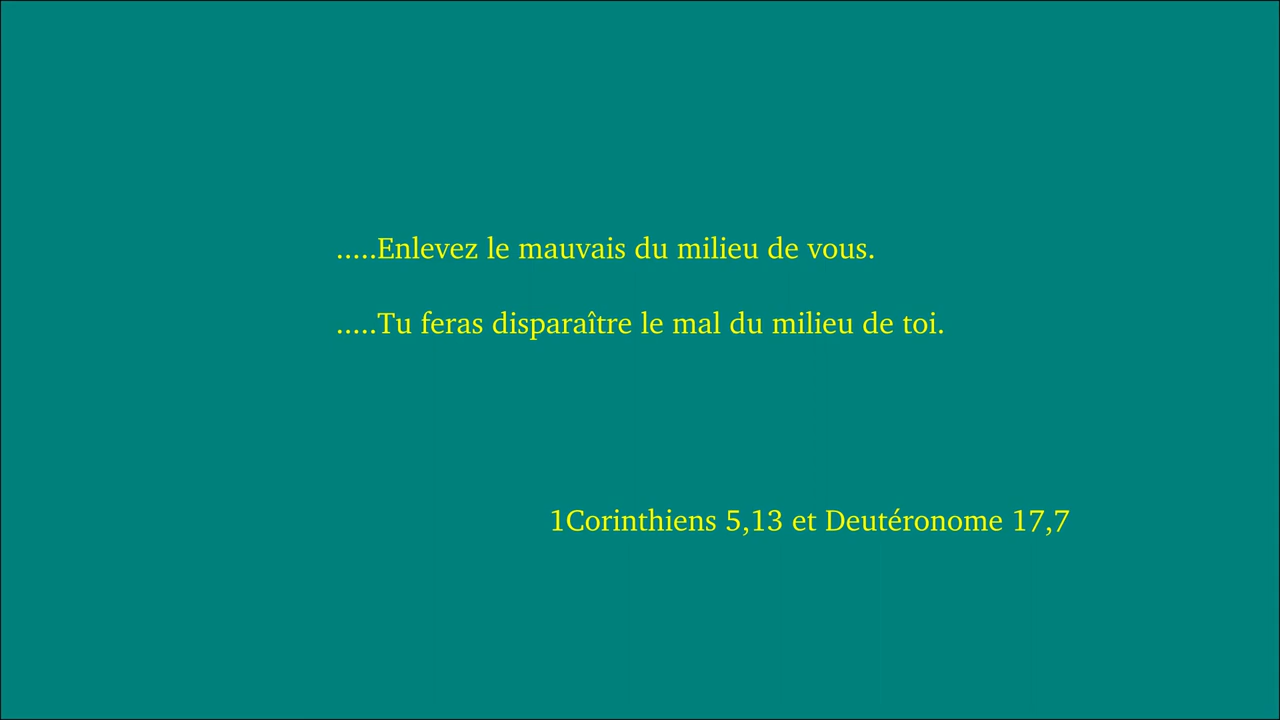 .....Enlevez le mauvais du milieu de vous.
.....Tu feras disparaître le mal du milieu de toi.
1Corinthiens 5,13 et Deutéronome 17,7